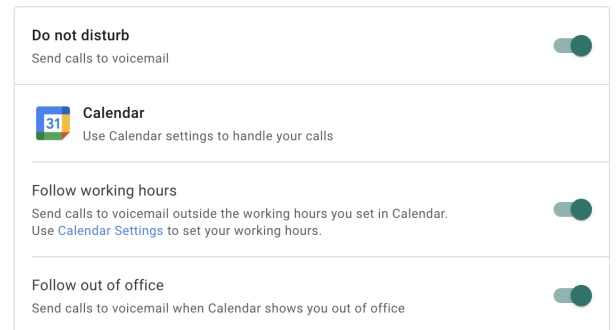 Do not disturb
Send calls to voicemail
31
Calendar
Use Calendar settings to handle your calls
Follow working hours
Send calls to voicemail outside the working hours you set in Calendar.
Use Calendar Settings to set your working hours.
Follow out of office
Send calls to voicemail when Calendar shows you out of office